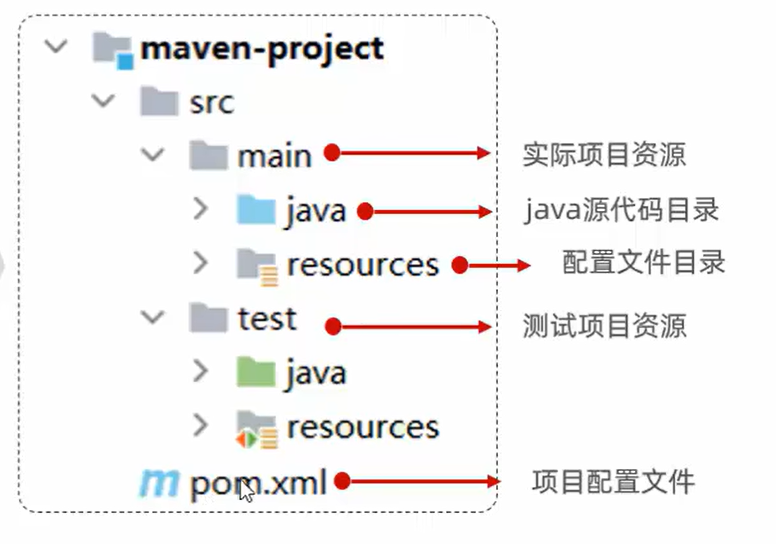 maven-project
src
main 实际项目资源
java java源代码目录
resources 配置文件目录
test 测试项目资源
java
resources
pom.xml 项目配置文件